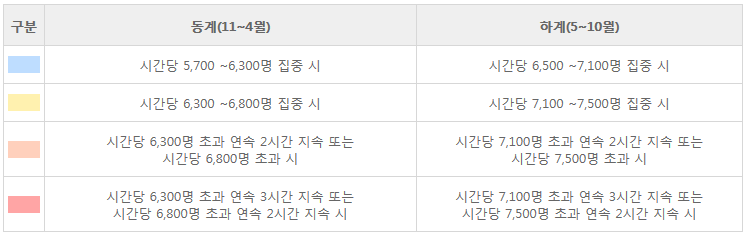 구분 동계(11~4월) 하계(5~10월)
시간당 5,700 ~6,300명 집중 시 시간당 6,500 ~7,100명 집중 시
시간당 6,300 ~6,800명 집중 시 시간당 7,100 ~7,500명 집중 시
시간당 6,300명 초과 연속 2시간 지속 또는
시간당 6,800명 초과 시
시간당 7,100명 초과 연속 2시간 지속 또는
시간당 7,500명 초과 시
시간당 6,300명 초과 연속 3시간 지속 또는
시간당 6,800명 초과 연속 2시간 지속 시
시간당 7,100명 초과 연속 3시간 지속 또는
시간당 7,500명 초과 연속 2시간 지속 시